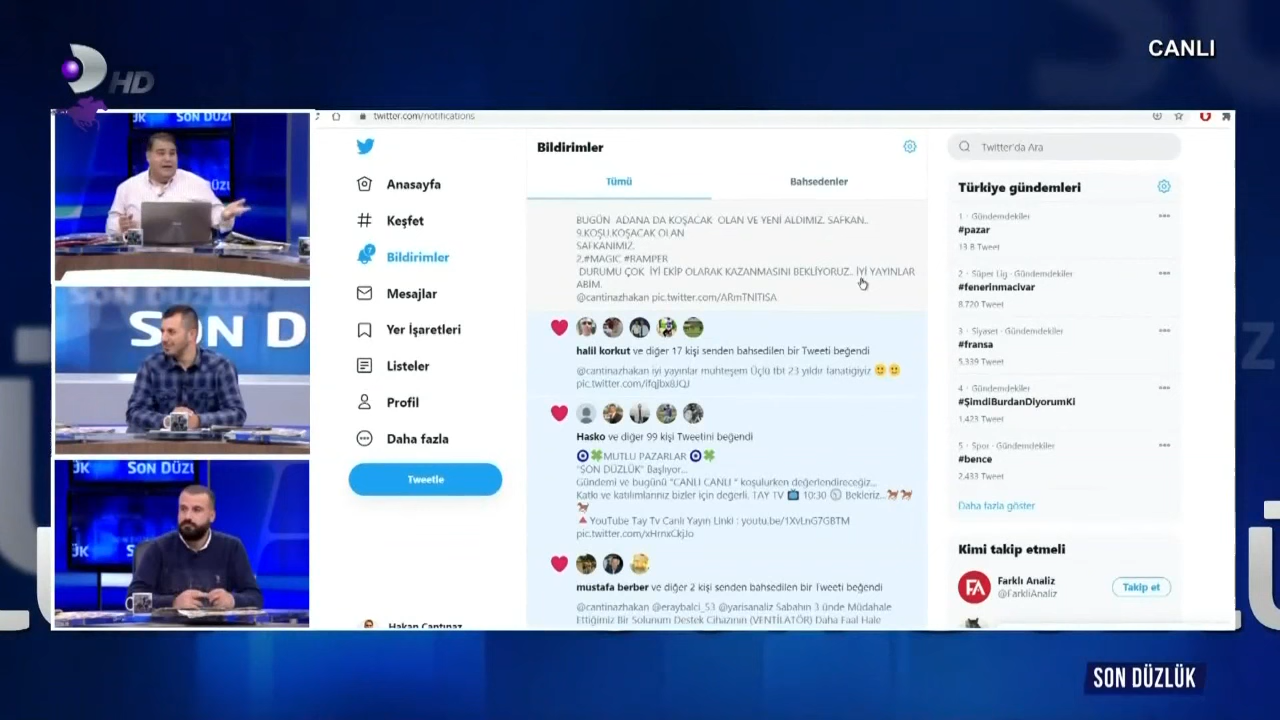 CANLI
HD
SON DÜZLÜK
twitter.com/notifications
Anasayfa
Keşfet
Bildirimler
Mesajlar
Yer İşaretleri
Listeler
Profil
Daha fazla
Tweetle
Hakan Cantınaz
Bildirimler
Tümü
Bahsedenler
BUGÜN ADANA DA KOŞACAK OLAN VE YENİ ALDIMIZ. SAFKAN..
9.KOŞU.KOŞACAK OLAN
SAFKANIMIZ.
2.#MAGIC #RAMPER
DURUMU ÇOK İYİ EKİP OLARAK KAZANMASINI BEKLİYORUZ.. İYİ YAYINLAR
ABİM.
@cantinazhakan pic.twitter.com/ARmTNlTlSA
halil korkut ve diğer 17 kişi senden bahsedilen bir Tweeti beğendi
@cantinazhakan iyi yayınlar muhteşem Üçlü tbt 23 yıldır fanatigiyiz 🙂 🙂
pic.twitter.com/ifqJbx8JQJ
Hasko ve diğer 99 kişi Tweetini beğendi
🧿🍀MUTLU PAZARLAR 🧿🍀
"SON DÜZLÜK" Başlıyor...
Gündemi ve bugünü "CANLI CANLI " koşulurken değerlendireceğiz...
Katkı ve katılımlarınız bizler için değerli. TAY TV 📺 10:30 🕥 Bekleriz...🐎 🐎
🐎
🔺YouTube Tay Tv Canlı Yayın Linki : youtu.be/1XvLnG7GBTM
pic.twitter.com/xHrnxCkjJo
mustafa berber ve diğer 2 kişi senden bahsedilen bir Tweeti beğendi
@cantinazhakan @eraybalci_53 @yarisanaliz Sabahın 3 ünde Müdahale
Ettiğimiz Bir Solunum Destek Cihazının (VENTİLATÖR) Daha Faal Hale
Twitter'da Ara
Türkiye gündemleri
1 · Gündemdekiler
#pazar
13 B Tweet
2 · Süper Lig · Gündemdekiler
#fenerinmacivar
8.720 Tweet
3 · Siyaset · Gündemdekiler
#fransa
5.339 Tweet
4 · Gündemdekiler
#ŞimdiBurdanDiyorumKi
1.423 Tweet
5 · Spor · Gündemdekiler
#bence
2.433 Tweet
Daha fazla göster
Kimi takip etmeli
FA
Farklı Analiz
@FarkliAnaliz
Takip et
SON DÜZLÜK